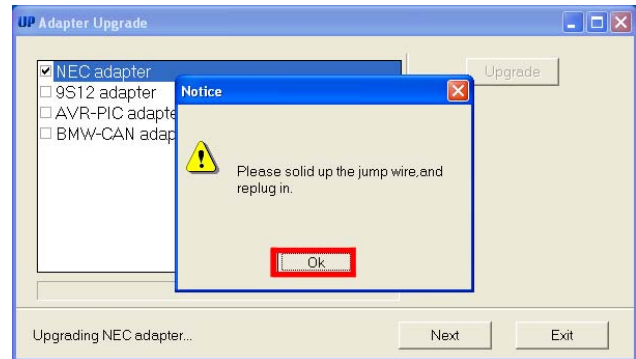 UP Adapter Upgrade
NEC adapter
Upgrade
9S12 adapter
Notice
AVR-PIC adapte
BMW-CAN adap
Please solid up the jump wire,and
replug in.
Ok
Upgrading NEC adapter...
Next
Exit